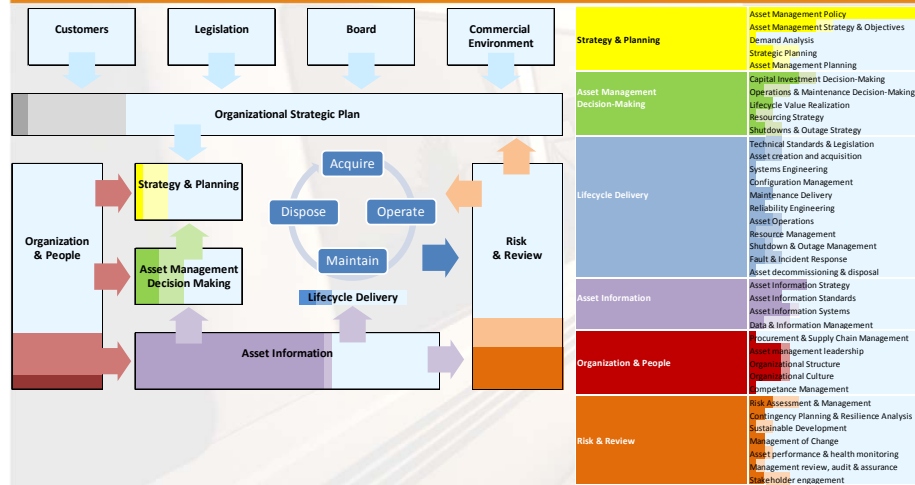 Customers
Legislation
Board
Commercial
Environment
Organizational Strategic Plan
Organization
& People
Strategy & Planning
Asset Management
Decision Making
Acquire
Dispose
Operate
Maintain
Lifecycle Delivery
Risk
& Review
Asset Information
Strategy & Planning
Asset Management Policy
Asset Management Strategy & Objectives
Demand Analysis
Strategic Planning
Asset Management Planning
Asset Management
Decision-Making
Capital Investment Decision-Making
Operations & Maintenance Decision-Making
Lifecycle Value Realization
Resourcing Strategy
Shutdowns & Outage Strategy
Lifecycle Delivery
Technical Standards & Legislation
Asset creation and acquisition
Systems Engineering
Configuration Management
Maintenance Delivery
Reliability Engineering
Asset Operations
Resource Management
Shutdown & Outage Management
Fault & Incident Response
Asset decommissioning & disposal
Asset Information
Asset Information Strategy
Asset Information Standards
Asset Information Systems
Data & Information Management
Organization & People
Procurement & Supply Chain Management
Asset management leadership
Organizational Structure
Organizational Culture
Competance Management
Risk & Review
Risk Assessment & Management
Contingency Planning & Resilience Analysis
Sustainable Development
Management of Change
Asset performance & health monitoring
Management review, audit & assurance
Stakeholder engagement